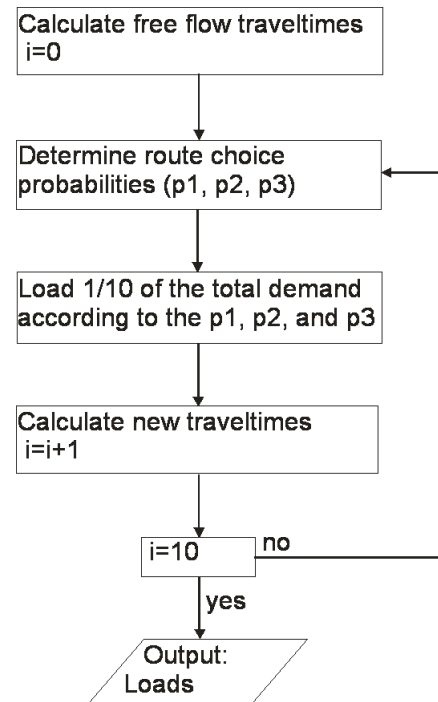 Calculate free flow traveltimes
i=0
Determine route choice
probabilities (p1, p2, p3)
Load 1/10 of the total demand
according to the p1, p2, and p3
Calculate new traveltimes
i=i+1
i=10
no
yes
Output:
Loads